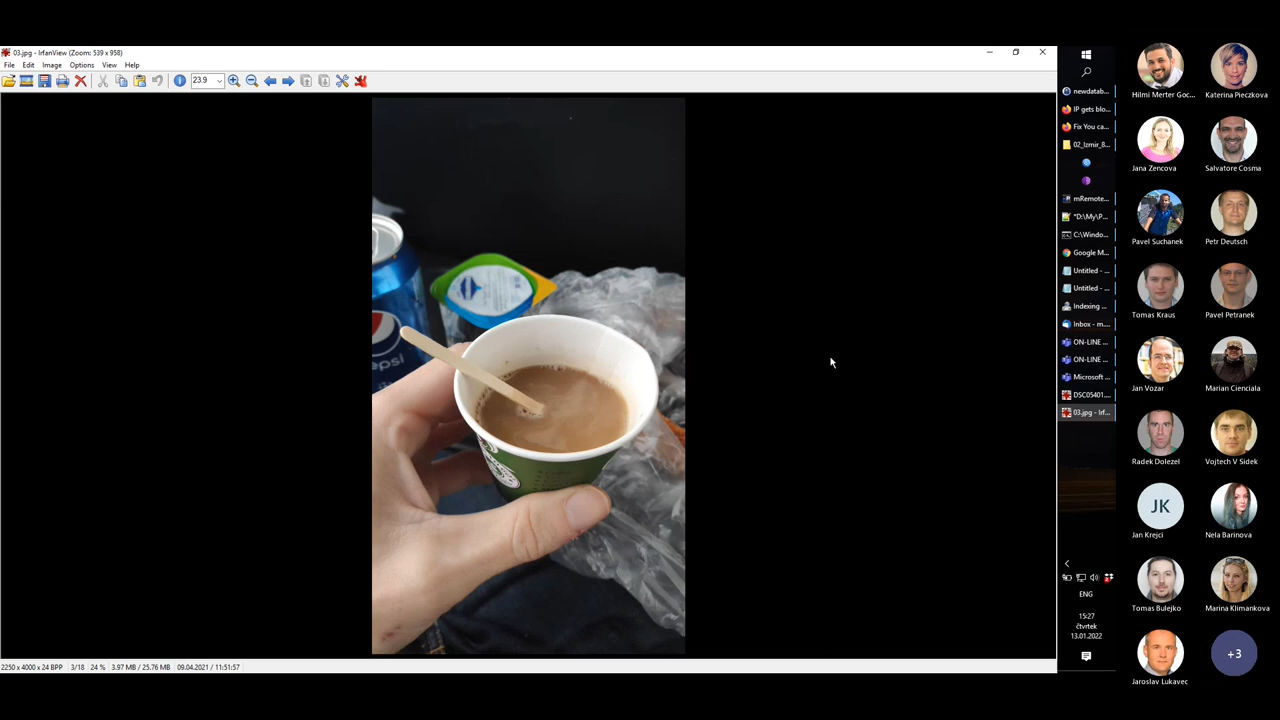 03.jpg - IrfanView (Zoom: 539 x 958)
File Edit Image Options View Help
23.9
epsi
2250 x 4000 x 24 BPP 3/18 24 % 3.97 MB / 25.76 MB 09.04.2021 / 11:51:57
newdatab...
IP gets blo...
Fix You ca...
02_Izmir_8...
mRemote...
*D:\My\P...
C:\Windo...
Google M...
Untitled - ...
Untitled - ...
Indexing ...
Inbox - m...
ON-LINE ...
ON-LINE ...
Microsoft ...
DSC05401....
03.jpg - Irf...
ENG
15:27
čtvrtek
13.01.2022
Hilmi Merter Goc...
Katerina Pieczkova
Jana Zencova
Salvatore Cosma
Pavel Suchanek
Petr Deutsch
Tomas Kraus
Pavel Petranek
Jan Vozar
Marian Cienciala
Radek Dolezel
Vojtech V Sidek
JK
Jan Krejci
Nela Barinova
Tomas Bulejko
Marina Klimankova
Jaroslav Lukavec
+3